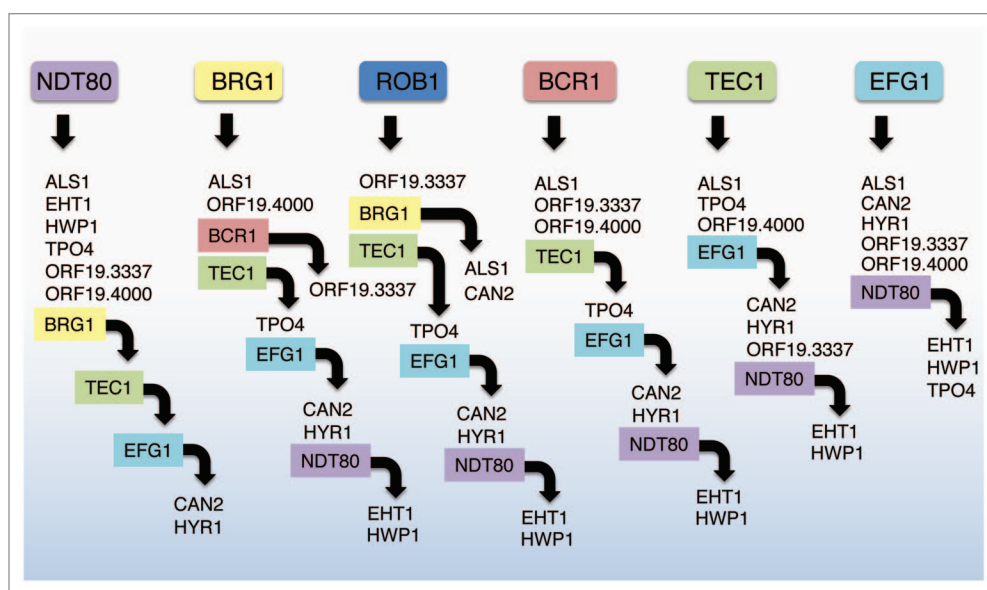 NDT80
BRG1
ROB1
BCR1
TEC1
EFG1
ALS1
EHT1
HWP1
TPO4
ORF19.3337
ORF19.4000
BRG1
TEC1
EFG1
CAN2
HYR1
ALS1
ORF19.4000
BCR1
TEC1
ORF19.3337
TPO4
EFG1
CAN2
HYR1
NDT80
EHT1
HWP1
ORF19.3337
BRG1
TEC1
ALS1
CAN2
TPO4
EFG1
CAN2
HYR1
NDT80
EHT1
HWP1
ALS1
ORF19.3337
ORF19.4000
TEC1
TPO4
EFG1
CAN2
HYR1
NDT80
EHT1
HWP1
ALS1
TPO4
ORF19.4000
EFG1
CAN2
HYR1
ORF19.3337
NDT80
EHT1
HWP1
ALS1
CAN2
HYR1
ORF19.3337
ORF19.4000
NDT80
EHT1
HWP1
TPO4